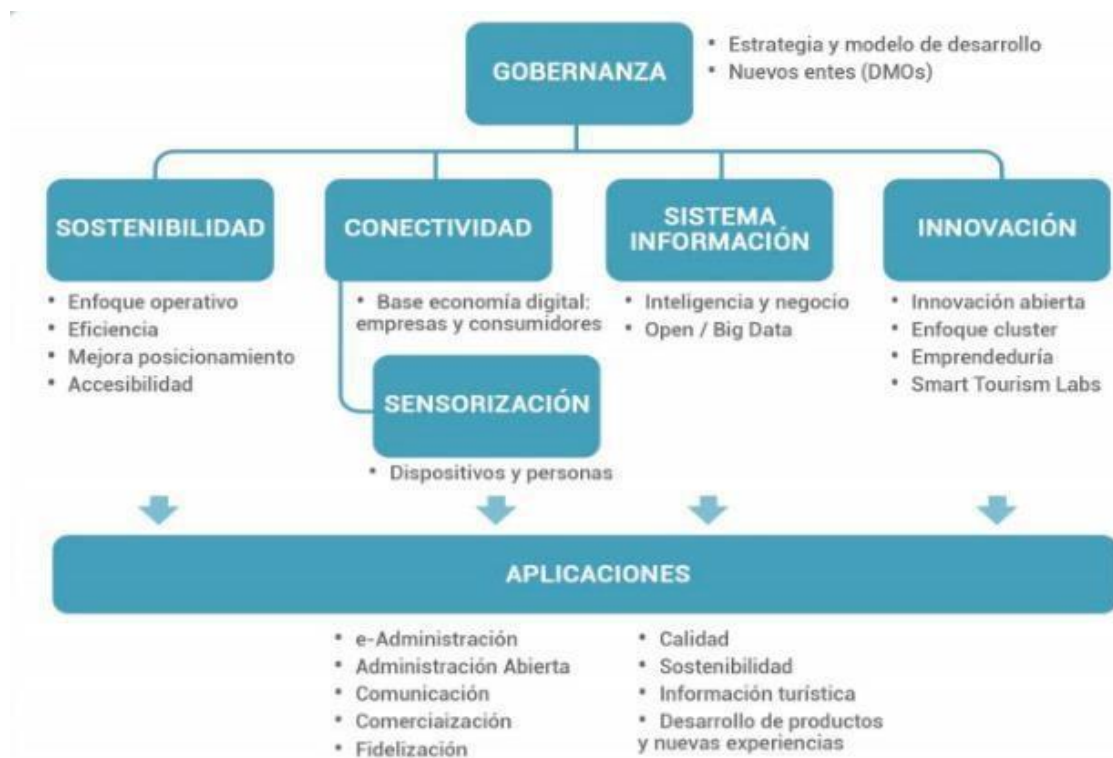 GOBERNANZA
• Estrategia y modelo de desarrollo
• Nuevos entes (DMOs)
SOSTENIBILIDAD
• Enfoque operativo
• Eficiencia
• Mejora posicionamiento
• Accesibilidad
CONECTIVIDAD
• Base economía digital:
empresas y consumidores
SENSORIZACIÓN
• Dispositivos y personas
SISTEMA
INFORMACIÓN
• Inteligencia y negocio
• Open / Big Data
INNOVACIÓN
• Innovación abierta
• Enfoque cluster
• Emprendeduría
• Smart Tourism Labs
APLICACIONES
• e-Administración
• Administración Abierta
• Comunicación
• Comerciaización
• Fidelización
• Calidad
• Sostenibilidad
• Información turística
• Desarrollo de productos
y nuevas experiencias